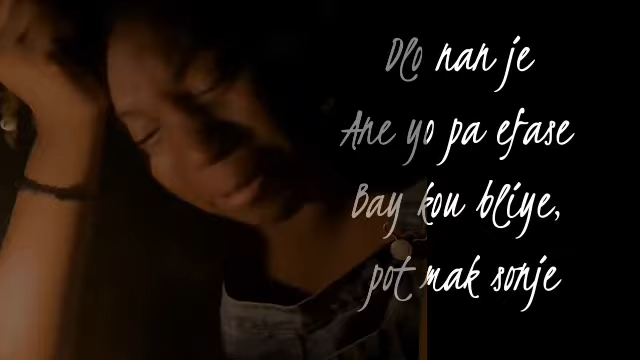 Dlo nan je
Ane yo pa efase
Bay kou bliye,
pot mak sonje